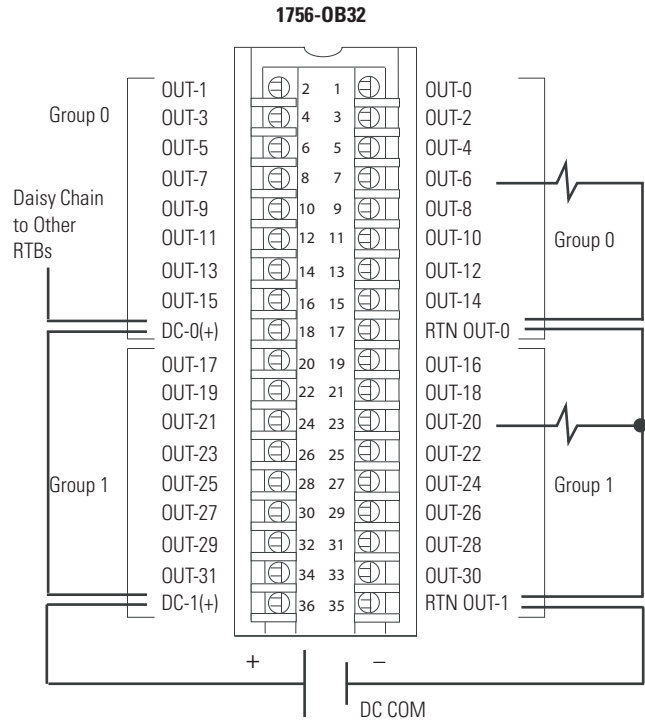 1756-OB32
OUT-1 2 1 OUT-0
Group 0 OUT-3 4 3 OUT-2
OUT-5 6 5 OUT-4
OUT-7 8 7 OUT-6
Daisy Chain
to Other
RTBs
OUT-9 10 9 OUT-8
OUT-11 12 11 OUT-10 Group 0
OUT-13 14 13 OUT-12
OUT-15 16 15 OUT-14
DC-0(+) 18 17 RTN OUT-0
OUT-17 20 19 OUT-16
OUT-19 22 21 OUT-18
OUT-21 24 23 OUT-20
OUT-23 26 25 OUT-22
Group 1 OUT-25 28 27 OUT-24 Group 1
OUT-27 30 29 OUT-26
OUT-29 32 31 OUT-28
OUT-31 34 33 OUT-30
DC-1(+) 36 35 RTN OUT-1
+ –
DC COM